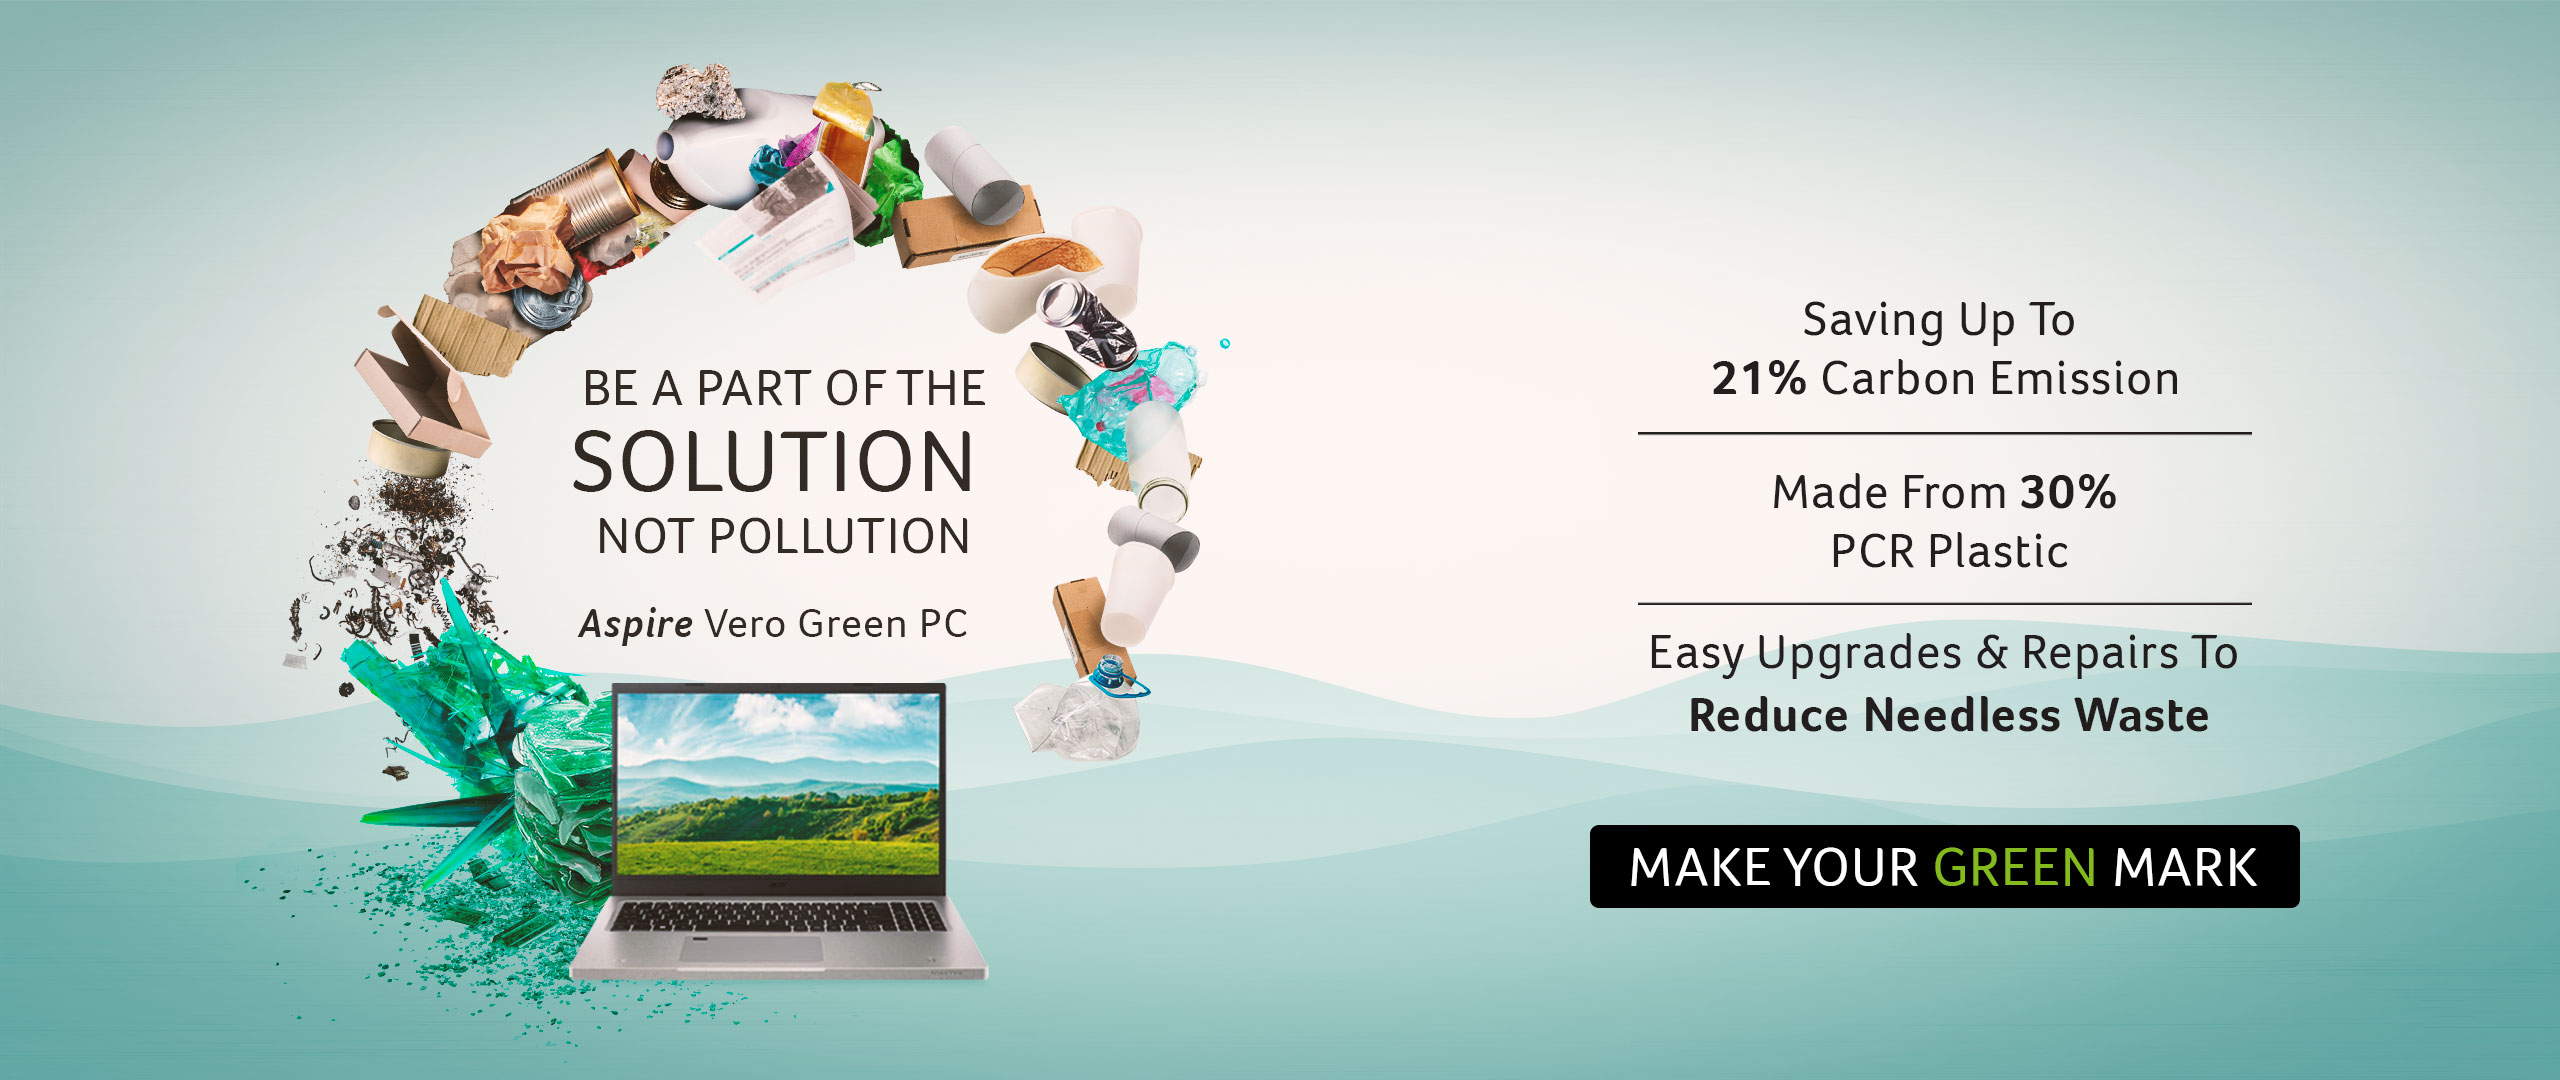 BE A PART OF THE
SOLUTION
NOT POLLUTION
Aspire Vero Green PC
acer
Saving Up To
21% Carbon Emission
Made From 30%
PCR Plastic
Easy Upgrades & Repairs To
Reduce Needless Waste
MAKE YOUR GREEN MARK